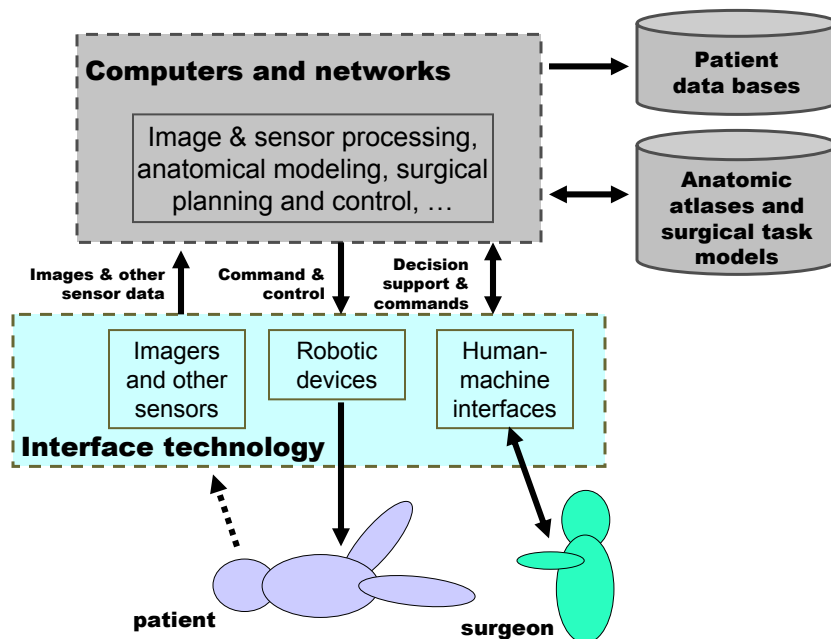 Computers and networks
Image & sensor processing,
anatomical modeling, surgical
planning and control, …
Patient
data bases
Anatomic
atlases and
surgical task
models
Images & other
sensor data
Command &
control
Decision
support &
commands
Imagers
and other
sensors
Robotic
devices
Human-
machine
interfaces
Interface technology
patient
surgeon